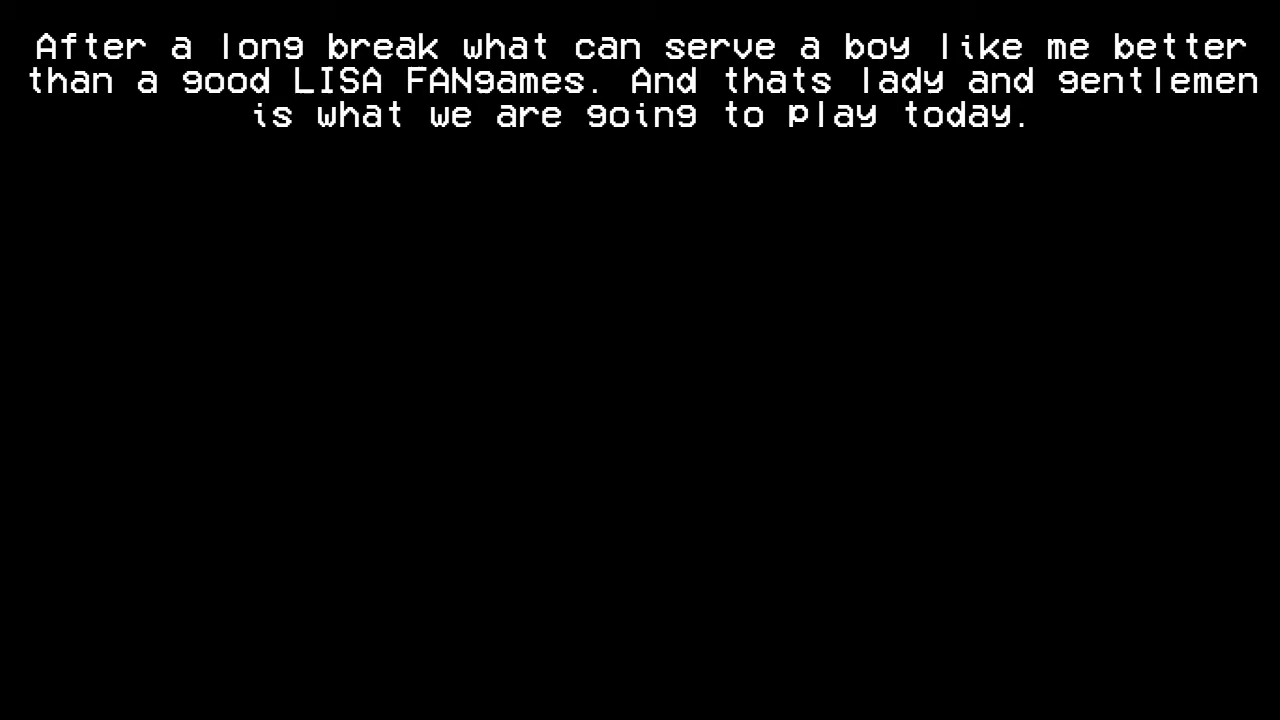 After a long break what can serve a boy like me better
than a good LISA FANgames. And thats lady and gentlemen
is what we are going to play today.